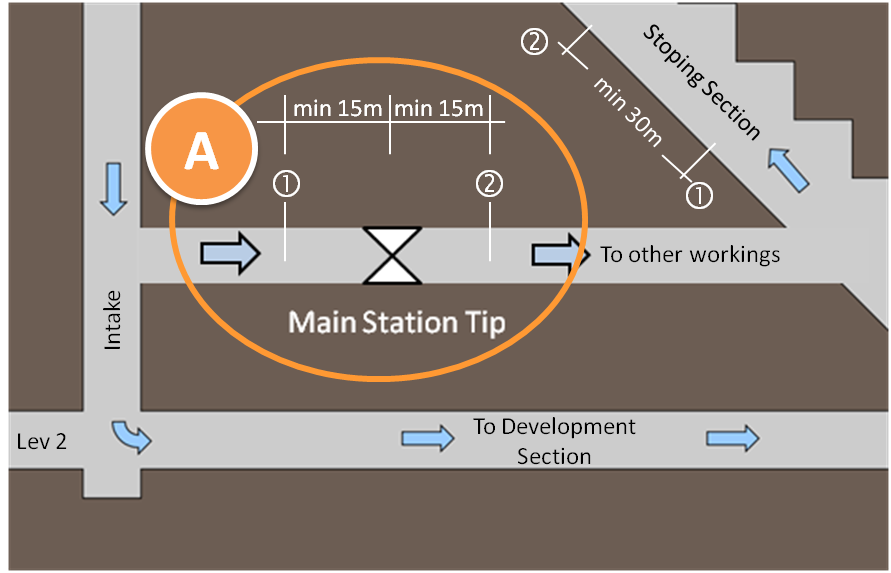 ②
Stoping Section
min 30m
①
A
min 15m
min 15m
①
②
To other workings
Intake
Main Station Tip
Lev 2
To Development
Section